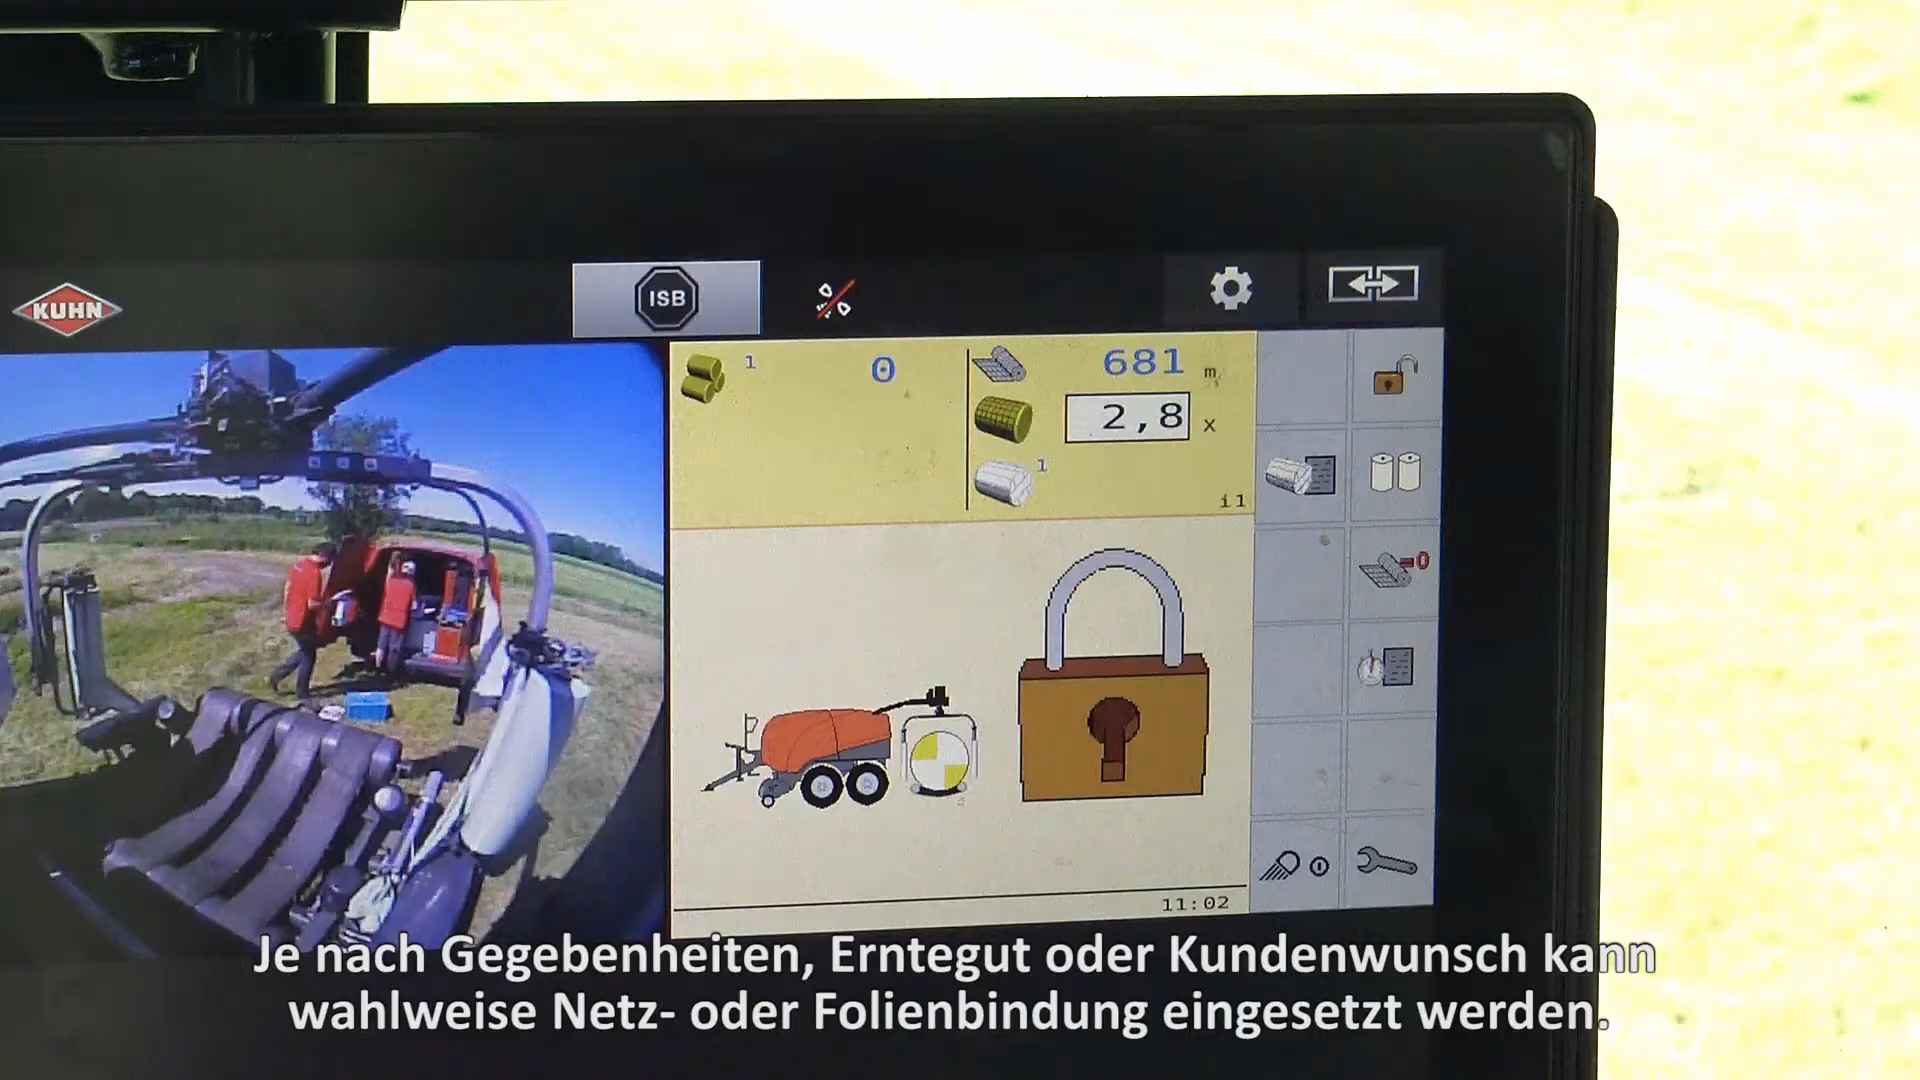 KUHN
ISB
1
0
681 m
2,8 x
1
i1
0
11:02
Je nach Gegebenheiten, Erntegut oder Kundenwunsch kann
wahlweise Netz- oder Folienbindung eingesetzt werden.